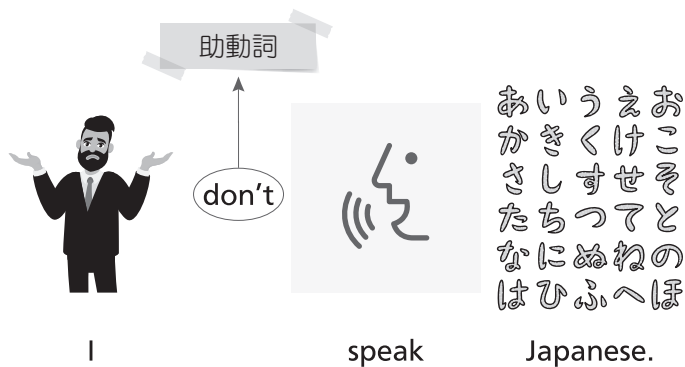 助動詞
don't
あいうえお
かきくけこ
さしすせそ
たちつてと
なにぬねの
はひふへほ
I speak Japanese.